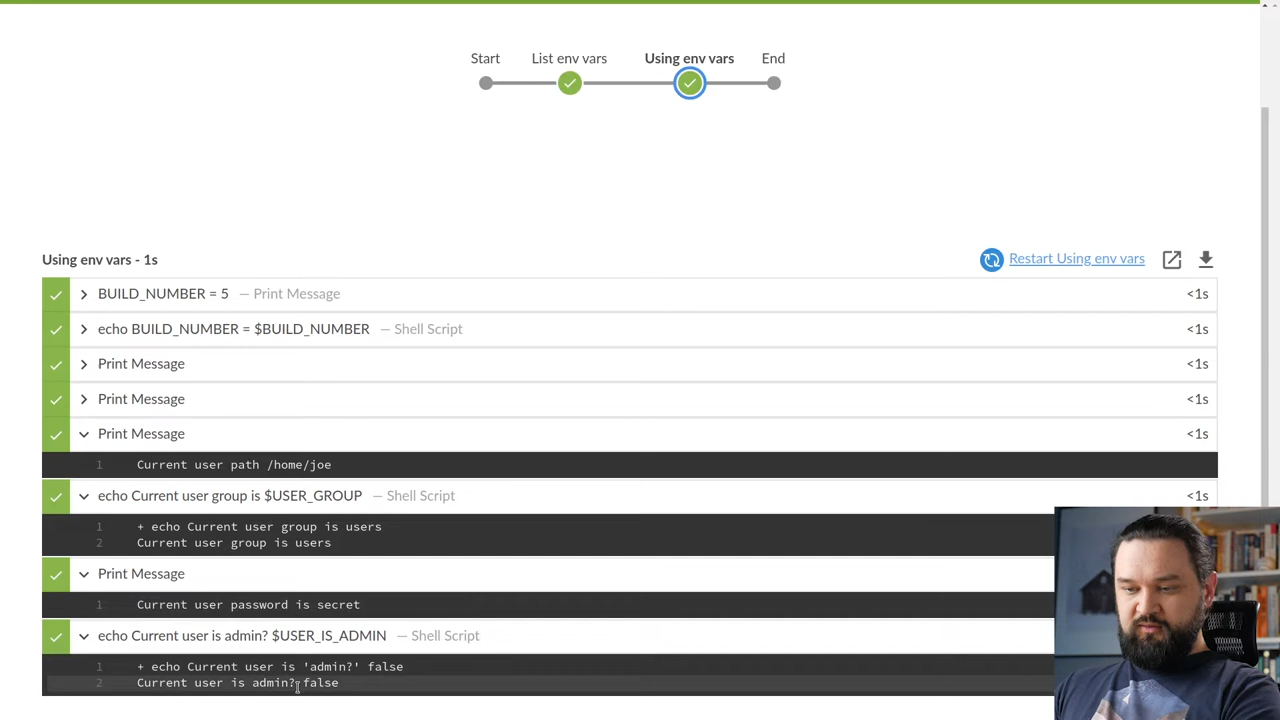 Start
List env vars
Using env vars
End
Using env vars - 1s
Restart Using env vars
BUILD_NUMBER = 5 — Print Message <1s
echo BUILD_NUMBER = $BUILD_NUMBER — Shell Script <1s
Print Message <1s
Print Message <1s
Print Message <1s
1 Current user path /home/joe
echo Current user group is $USER_GROUP — Shell Script <1s
1 + echo Current user group is users
2 Current user group is users
Print Message
1 Current user password is secret
echo Current user is admin? $USER_IS_ADMIN — Shell Script
1 + echo Current user is 'admin?' false
2 Current user is admin? false